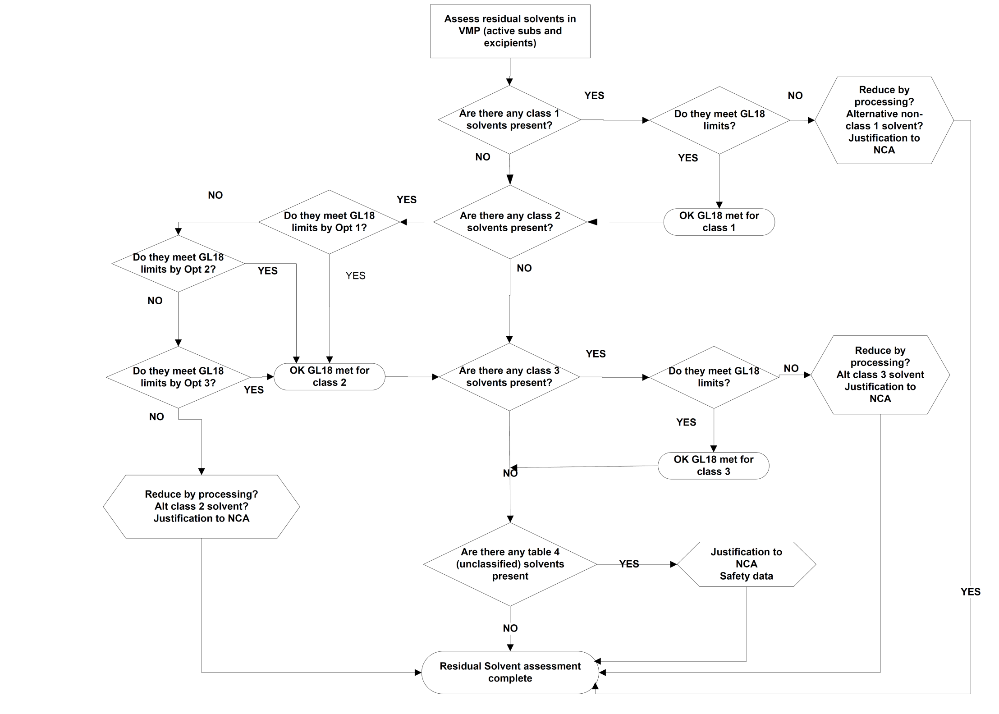 Assess residual solvents in
VMP (active subs and
excipients)
YES
NO
Reduce by
processing?
Alternative non-
class 1 solvent?
Justification to
NCA
Are there any class 1
solvents present?
Do they meet GL18
limits?
NO
YES
NO
YES
Do they meet GL18
limits by Opt 1?
Are there any class 2
solvents present?
OK GL18 met for
class 1
Do they meet GL18
limits by Opt 2?
YES
YES
NO
NO
YES
Reduce by
processing?
Alt class 3 solvent
Justification to
NCA
Do they meet GL18
limits by Opt 3?
YES
OK GL18 met for
class 2
Are there any class 3
solvents present?
Do they meet GL18
limits?
NO
NO
YES
OK GL18 met for
class 3
NO
Reduce by processing?
Alt class 2 solvent?
Justification to NCA
Are there any table 4
(unclassified) solvents
present
YES
Justification to
NCA
Safety data
YES
NO
Residual Solvent assessment
complete